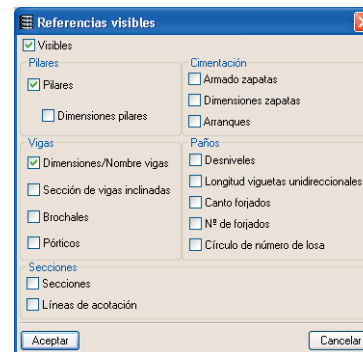 Referencias visibles
Visibles
Pilares
Pilares
Dimensiones pilares
Cimentación
Armado zapatas
Dimensiones zapatas
Arranques
Vigas
Dimensiones/Nombre vigas
Sección de vigas inclinadas
Brochales
Pórticos
Paños
Desniveles
Longitud viguetas unidireccionales
Canto forjados
Nª de forjados
Círculo de número de losa
Secciones
Secciones
Líneas de acotación
Aceptar
Cancelar